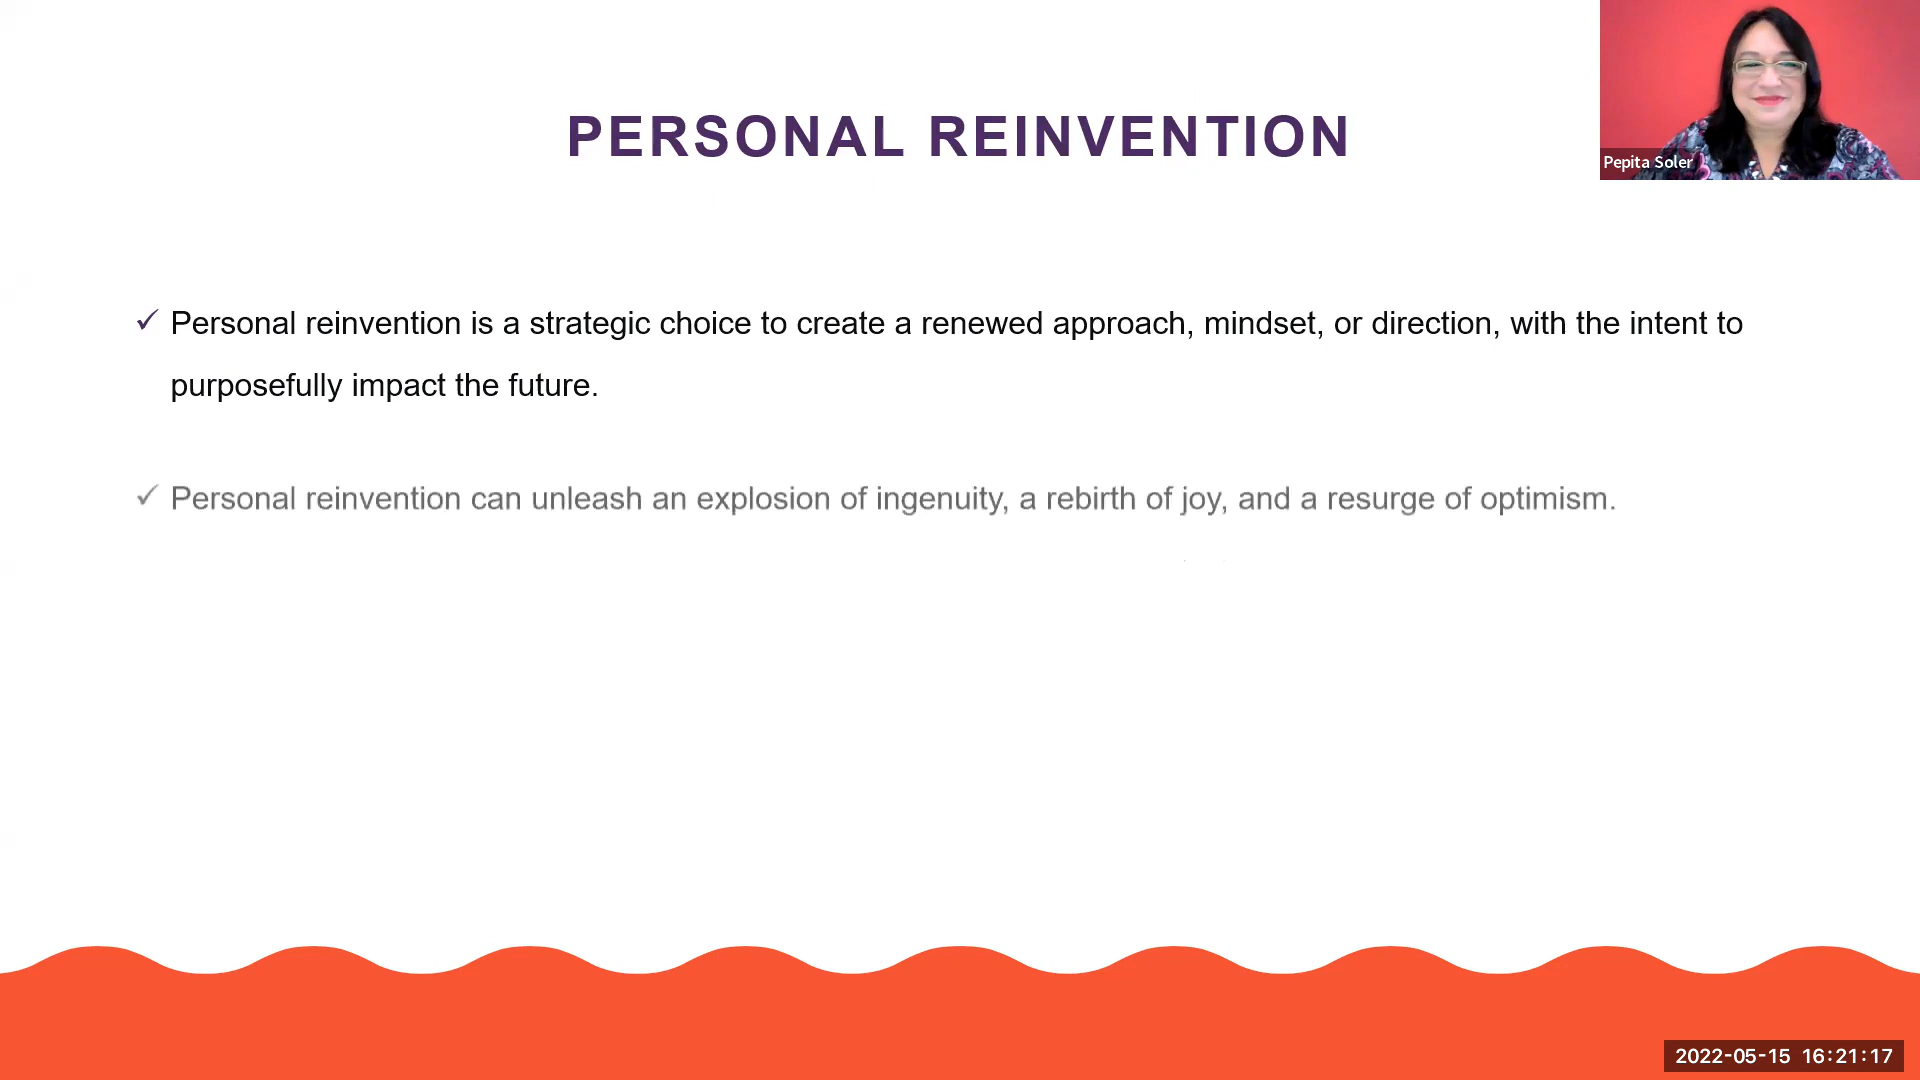 PERSONAL REINVENTION
Pepita Soler
✓ Personal reinvention is a strategic choice to create a renewed approach, mindset, or direction, with the intent to
purposefully impact the future.
✓ Personal reinvention can unleash an explosion of ingenuity, a rebirth of joy, and a resurge of optimism.
2022-05-15 16:21:17